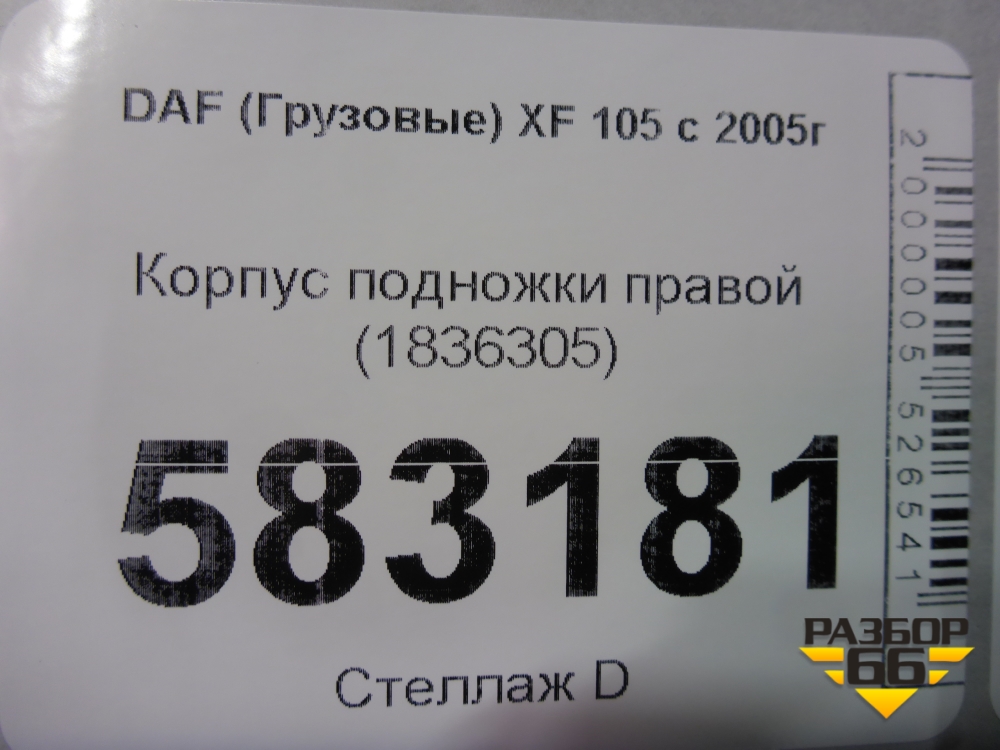 DAF (Грузовые) XF 105 с 2005г
Корпус подножки правой
(1836305)
583181
Стеллаж D
2000005526541
РАЗБОР
66